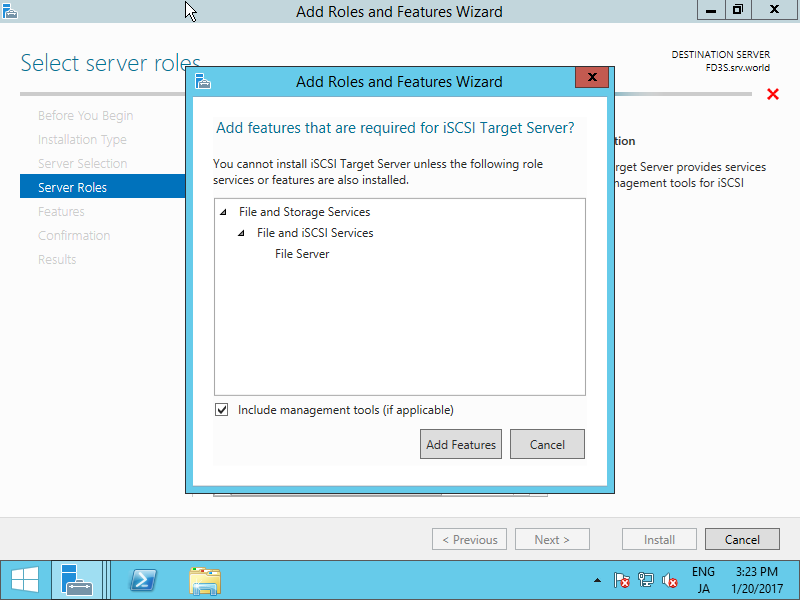 Add Roles and Features Wizard
Select server roles
DESTINATION SERVER
FD3S.srv.world
Before You Begin
Installation Type
Server Selection
Server Roles
Features
Confirmation
Results
Add Roles and Features Wizard
Add features that are required for iSCSI Target Server?
You cannot install iSCSI Target Server unless the following role
services or features are also installed.
File and Storage Services
File and iSCSI Services
File Server
Include management tools (if applicable)
Add Features
Cancel
tion
rget Server provides services
nagement tools for iSCSI
< Previous
Next >
Install
Cancel
ENG
JA
3:23 PM
1/20/2017